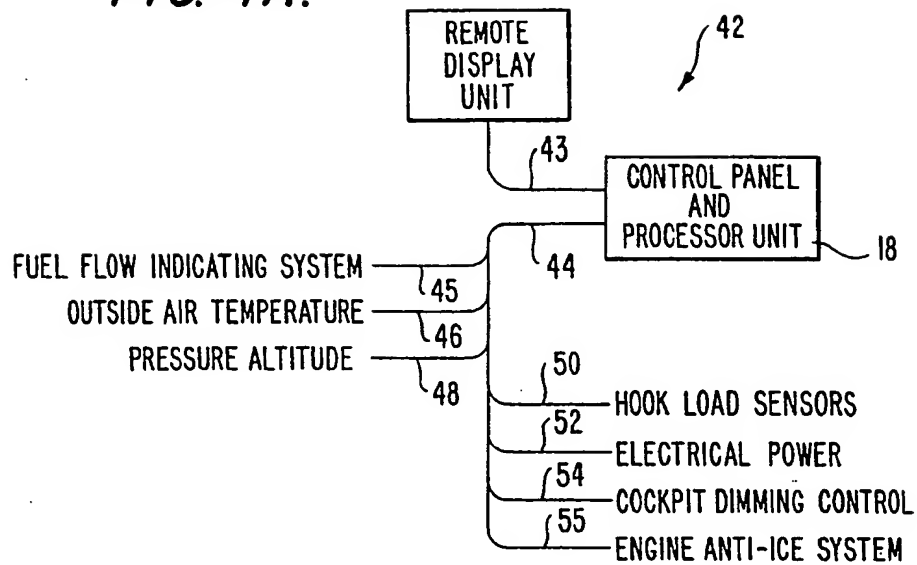 FIG. 4A.
REMOTE
DISPLAY
UNIT
42
43
CONTROL PANEL
AND
PROCESSOR UNIT
18
44
FUEL FLOW INDICATING SYSTEM
45
OUTSIDE AIR TEMPERATURE
46
PRESSURE ALTITUDE
48
50
HOOK LOAD SENSORS
52
ELECTRICAL POWER
54
COCKPIT DIMMING CONTROL
55
ENGINE ANTI-ICE SYSTEM